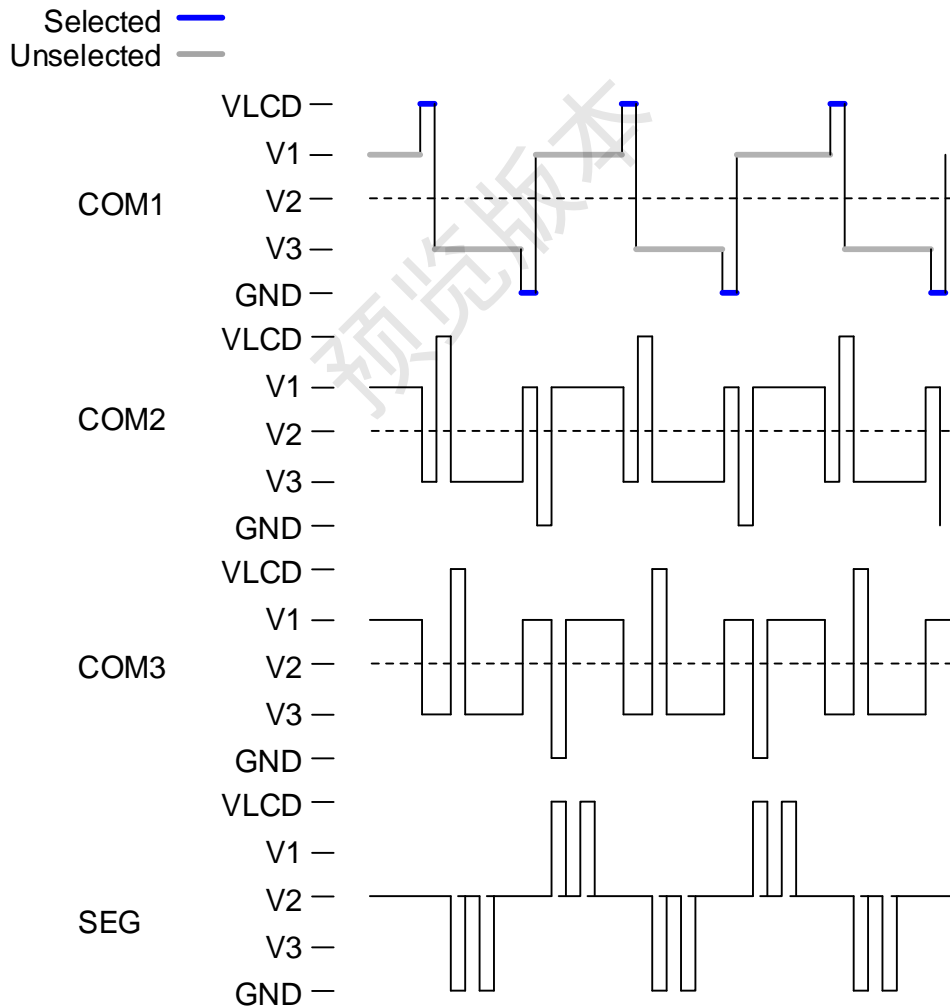 Selected
Unselected
VLCD
V1
COM1
V2
V3
GND
VLCD
V1
COM2
V2
V3
GND
VLCD
V1
COM3
V2
V3
GND
VLCD
V1
V2
SEG
V3
GND
预览版本